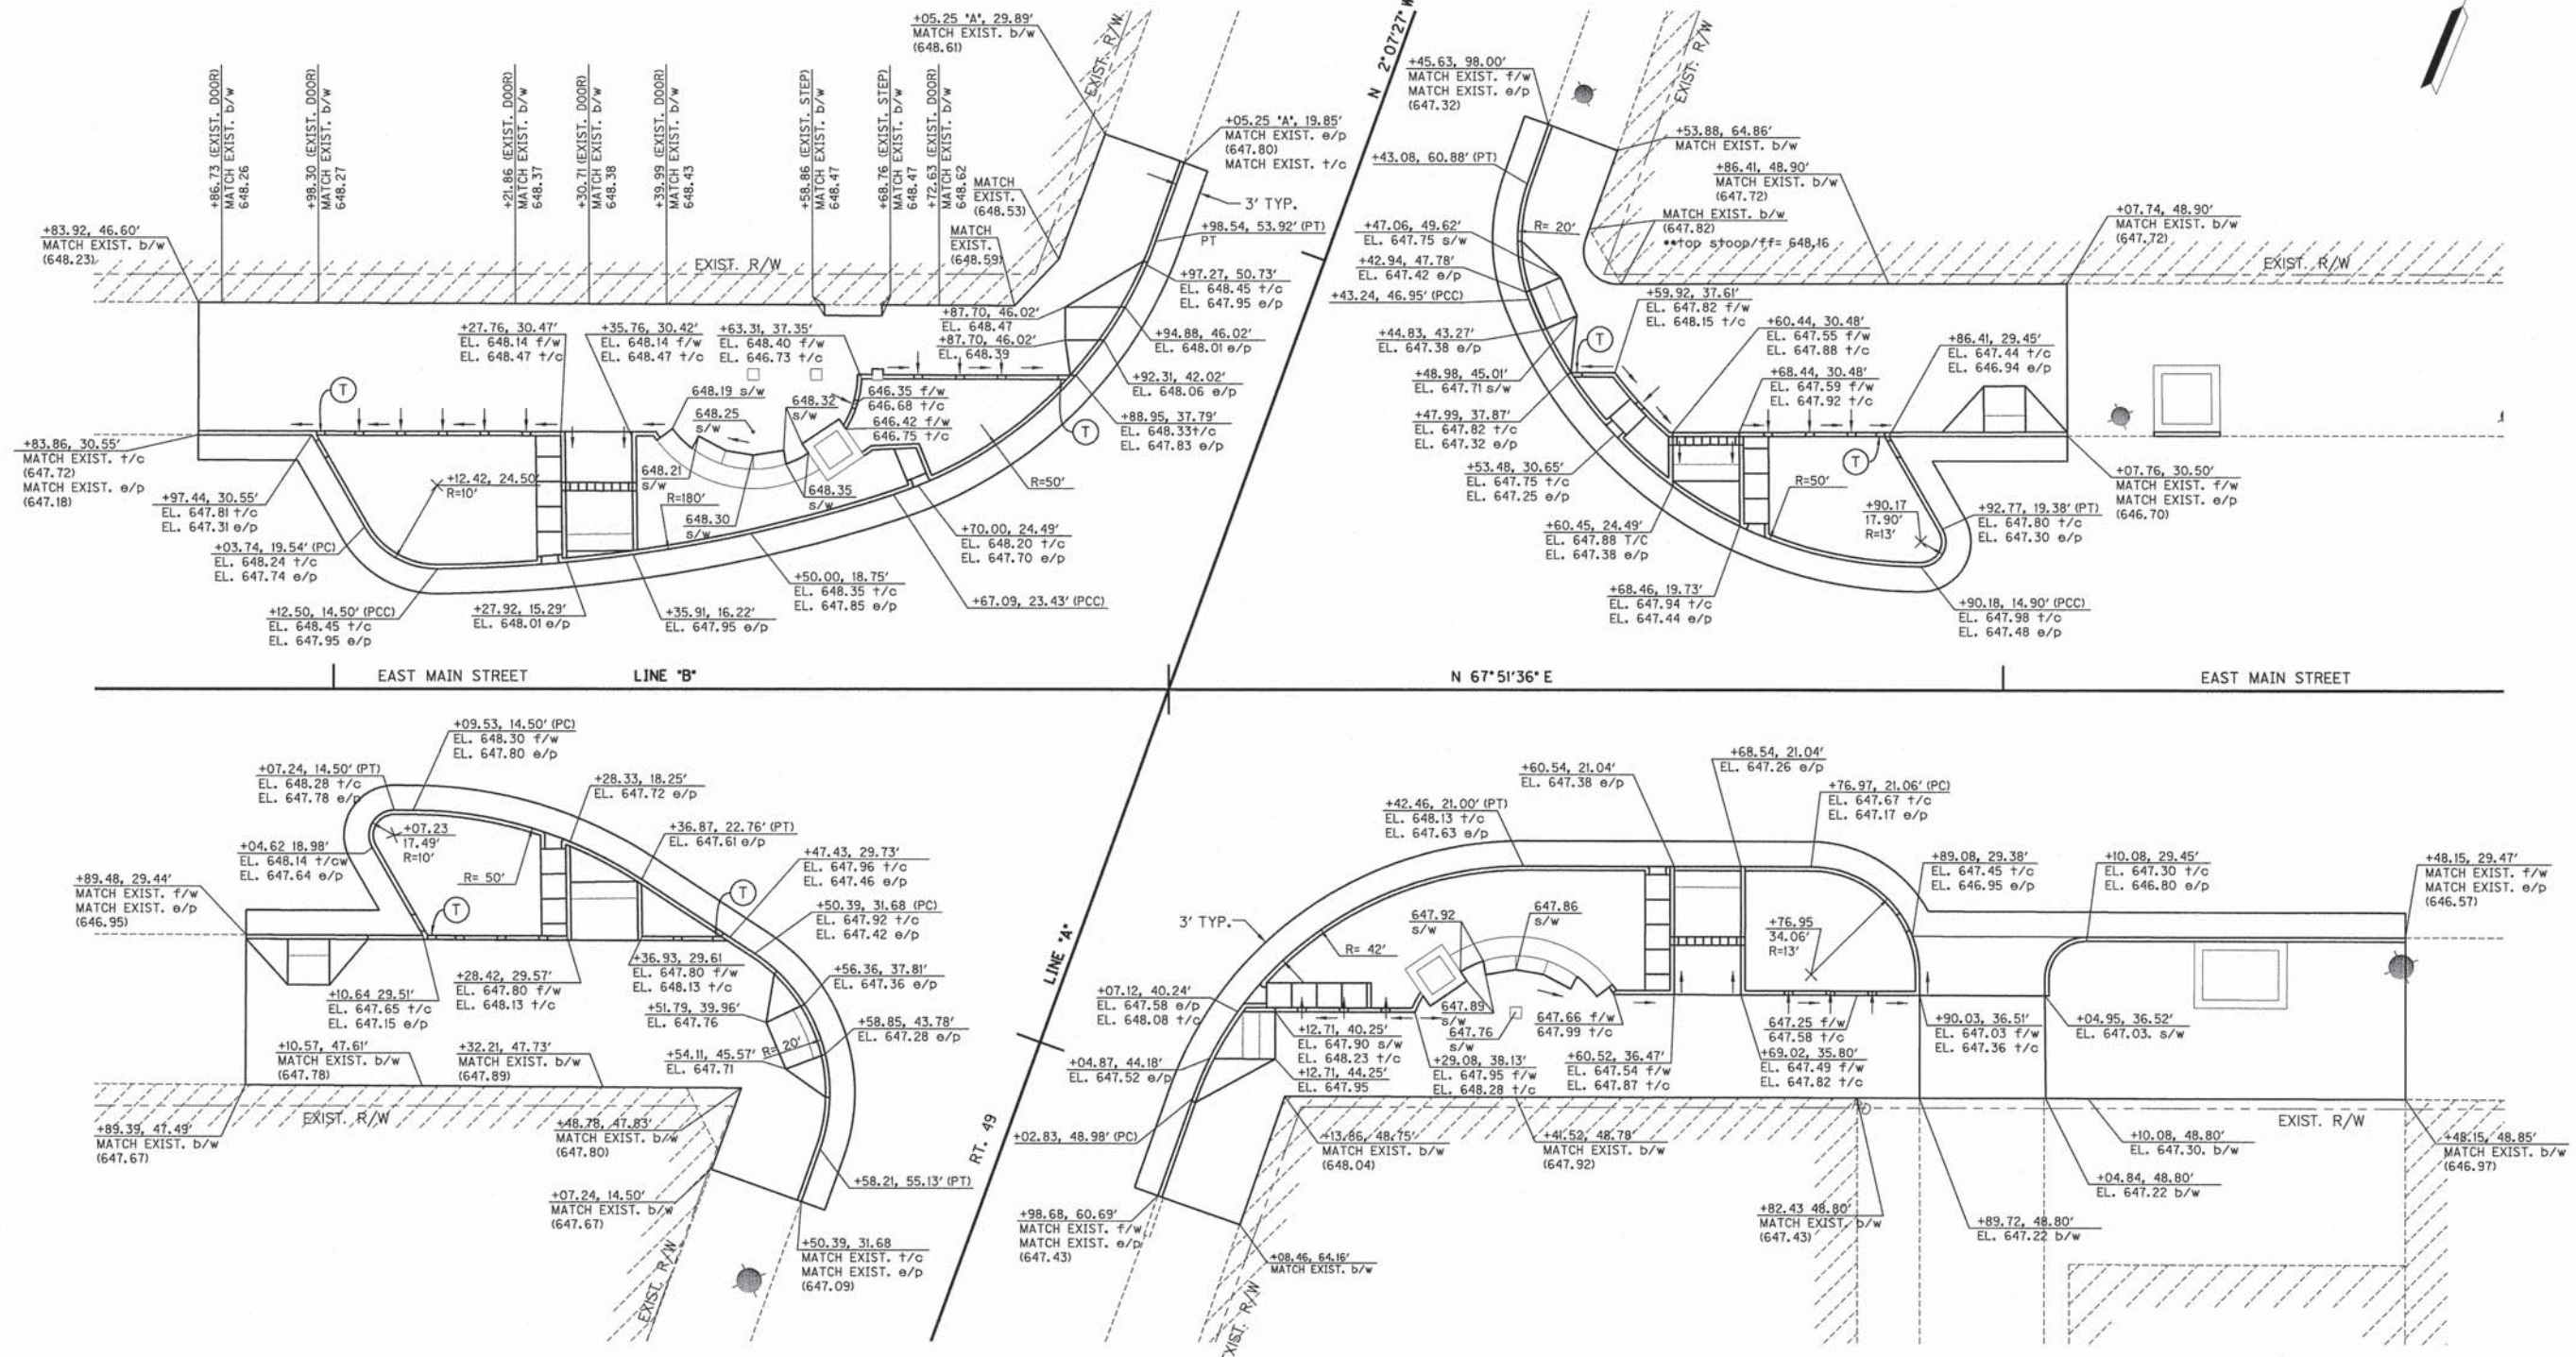 +05.25 "A", 29.89'
MATCH EXIST. b/w
(648.61)
EXIST. R/W
+86.73 (EXIST. DOOR)
MATCH EXIST. b/w
648.26
+98.30 (EXIST. DOOR)
MATCH EXIST. b/w
648.27
+21.86 (EXIST. DOOR)
MATCH EXIST. b/w
648.37
+30.71 (EXIST. DOOR)
MATCH EXIST. b/w
648.38
+39.99 (EXIST. DOOR)
MATCH EXIST. b/w
648.43
+58.86 (EXIST. STEP)
MATCH EXIST. b/w
648.47
+68.76 (EXIST. STEP)
MATCH EXIST. b/w
648.47
+72.63 (EXIST. DOOR)
MATCH EXIST. b/w
648.62
MATCH
EXIST.
(648.53)
MATCH
EXIST.
(648.59)
+05.25 "A", 19.85'
MATCH EXIST. e/p
(647.80)
MATCH EXIST. t/c
3' TYP.
+98.54, 53.92' (PT)
PT
+83.92, 46.60'
MATCH EXIST. b/w
(648.23)
EXIST. R/W
+97.27, 50.73'
EL. 648.45 t/c
EL. 647.95 e/p
+87.70, 46.02'
EL. 648.47
+87.70, 46.02'
EL. 648.39
+94.88, 46.02'
EL. 648.01 e/p
+92.31, 42.02'
EL. 648.06 e/p
+88.95, 37.79'
EL. 648.33t/c
EL. 647.83 e/p
+27.76, 30.47'
EL. 648.14 f/w
EL. 648.47 t/c
+35.76, 30.42'
EL. 648.14 f/w
EL. 648.47 t/c
+63.31, 37.35'
EL. 648.40 f/w
EL. 646.73 t/c
T
648.19 s/w
648.25
s/w
648.32
s/w
646.35 f/w
646.68 t/c
646.42 f/w
646.75 t/c
T
+83.86, 30.55'
MATCH EXIST. t/c
(647.72)
MATCH EXIST. e/p
(647.18)
+97.44, 30.55'
EL. 647.81 t/c
EL. 647.31 e/p
+12.42, 24.50'
R=10'
648.21
s/w
R=180'
648.30
s/w
648.35
s/w
R=50'
+03.74, 19.54' (PC)
EL. 648.24 t/c
EL. 647.74 e/p
+70.00, 24.49'
EL. 648.20 t/c
EL. 647.70 e/p
+12.50, 14.50' (PCC)
EL. 648.45 t/c
EL. 647.95 e/p
+27.92, 15.29'
EL. 648.01 e/p
+35.91, 16.22'
EL. 647.95 e/p
+50.00, 18.75'
EL. 648.35 t/c
EL. 647.85 e/p
+67.09, 23.43' (PCC)
N 2°07'27" W
+45.63, 98.00'
MATCH EXIST. f/w
MATCH EXIST. e/p
(647.32)
EXIST. R/W
+53.88, 64.86'
MATCH EXIST. b/w
+43.08, 60.88' (PT)
+86.41, 48.90'
MATCH EXIST. b/w
(647.72)
MATCH EXIST. b/w
(647.82)
**top stoop/ff= 648.16
+07.74, 48.90'
MATCH EXIST. b/w
(647.72)
EXIST. R/W
+47.06, 49.62'
EL. 647.75 s/w
R= 20'
+42.94, 47.78'
EL. 647.42 e/p
+43.24, 46.95' (PCC)
+44.83, 43.27'
EL. 647.38 e/p
+59.92, 37.61'
EL. 647.82 f/w
EL. 648.15 t/c
T
+60.44, 30.48'
EL. 647.55 f/w
EL. 647.88 t/c
+68.44, 30.48'
EL. 647.59 f/w
EL. 647.92 t/c
+86.41, 29.45'
EL. 647.44 t/c
EL. 646.94 e/p
+48.98, 45.01'
EL. 647.71 s/w
+47.99, 37.87'
EL. 647.82 t/c
EL. 647.32 e/p
+53.48, 30.65'
EL. 647.75 t/c
EL. 647.25 e/p
T
R=50'
+07.76, 30.50'
MATCH EXIST. f/w
MATCH EXIST. e/p
(646.70)
+60.45, 24.49'
EL. 647.88 T/C
EL. 647.38 e/p
+90.17
17.90'
R=13'
+92.77, 19.38' (PT)
EL. 647.80 t/c
EL. 647.30 e/p
+68.46, 19.73'
EL. 647.94 t/c
EL. 647.44 e/p
+90.18, 14.90' (PCC)
EL. 647.98 t/c
EL. 647.48 e/p
EAST MAIN STREET
LINE "B"
N 67°51'36" E
EAST MAIN STREET
+09.53, 14.50' (PC)
EL. 648.30 f/w
EL. 647.80 e/p
+07.24, 14.50' (PT)
EL. 648.28 t/c
EL. 647.78 e/p
+28.33, 18.25'
EL. 647.72 e/p
+04.62 18.98'
EL. 648.14 t/cw
EL. 647.64 e/p
+07.23
17.49'
R=10'
+36.87, 22.76' (PT)
EL. 647.61 e/p
R= 50'
+47.43, 29.73'
EL. 647.96 t/c
EL. 647.46 e/p
+89.48, 29.44'
MATCH EXIST. f/w
MATCH EXIST. e/p
(646.95)
T
T
+50.39, 31.68 (PC)
EL. 647.92 t/c
EL. 647.42 e/p
+10.64 29.51'
EL. 647.65 t/c
EL. 647.15 e/p
+28.42, 29.57'
EL. 647.80 f/w
EL. 648.13 t/c
+36.93, 29.61
EL. 647.80 f/w
EL. 648.13 t/c
+56.36, 37.81'
EL. 647.36 e/p
+51.79, 39.96'
EL. 647.76
+58.85, 43.78'
EL. 647.28 e/p
R= 20'
+54.11, 45.57'
EL. 647.71
+10.57, 47.61'
MATCH EXIST. b/w
(647.78)
+32.21, 47.73'
MATCH EXIST. b/w
(647.89)
EXIST. R/W
+89.39, 47.49'
MATCH EXIST. b/w
(647.67)
+48.78, 47.83'
MATCH EXIST. b/w
(647.80)
+58.21, 55.13' (PT)
+07.24, 14.50'
MATCH EXIST. b/w
(647.67)
+50.39, 31.68
MATCH EXIST. t/c
MATCH EXIST. e/p
(647.09)
EXIST. R/W
LINE "A"
RT. 49
+60.54, 21.04'
EL. 647.38 e/p
+68.54, 21.04'
EL. 647.26 e/p
+42.46, 21.00' (PT)
EL. 648.13 t/c
EL. 647.63 e/p
+76.97, 21.06' (PC)
EL. 647.67 t/c
EL. 647.17 e/p
3' TYP.
647.92
s/w
647.86
s/w
R= 42'
+76.95
34.06'
R=13'
+89.08, 29.38'
EL. 647.45 t/c
EL. 646.95 e/p
+10.08, 29.45'
EL. 647.30 t/c
EL. 646.80 e/p
+48.15, 29.47'
MATCH EXIST. f/w
MATCH EXIST. e/p
(646.57)
+07.12, 40.24'
EL. 647.58 e/p
EL. 648.08 t/c
+04.87, 44.18'
EL. 647.52 e/p
+12.71, 40.25'
EL. 647.90 s/w
EL. 648.23 t/c
+12.71, 44.25'
EL. 647.95
647.89
s/w
647.76
s/w
+29.08, 38.13'
EL. 647.95 f/w
EL. 648.28 t/c
647.66 f/w
647.99 t/c
+60.52, 36.47'
EL. 647.54 f/w
EL. 647.87 t/c
647.25 f/w
647.58 t/c
+69.02, 35.80'
EL. 647.49 f/w
EL. 647.82 t/c
+90.03, 36.51'
EL. 647.03 f/w
EL. 647.36 t/c
+04.95, 36.52'
EL. 647.03. s/w
+02.83, 48.98' (PC)
+13.86, 48.75'
MATCH EXIST. b/w
(648.04)
+41.52, 48.78'
MATCH EXIST. b/w
(647.92)
EXIST. R/W
+10.08, 48.80'
EL. 647.30. b/w
+48.15, 48.85'
MATCH EXIST. b/w
(646.97)
+04.84, 48.80'
EL. 647.22 b/w
+98.68, 60.69'
MATCH EXIST. f/w
MATCH EXIST. e/p
(647.43)
+82.43 48.80'
MATCH EXIST. b/w
(647.43)
+89.72, 48.80'
EL. 647.22 b/w
+08.46, 64.16'
MATCH EXIST. b/w
EXIST. R/W